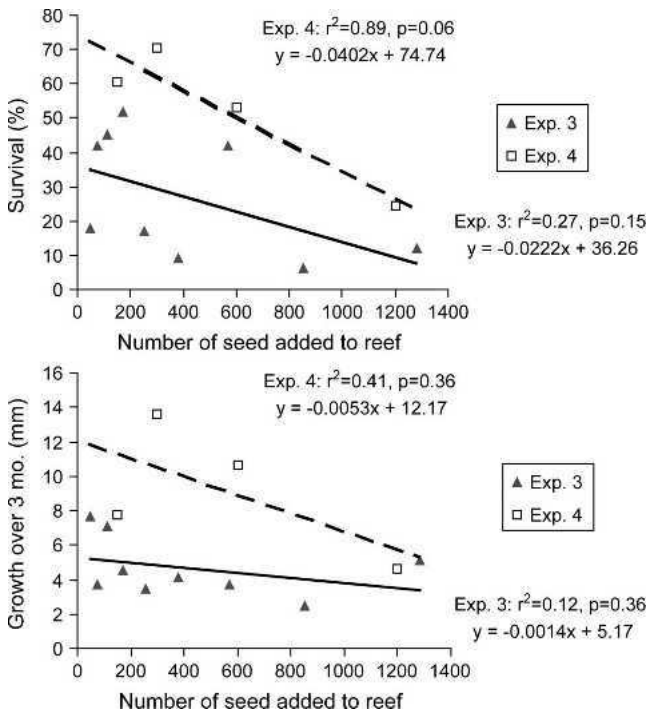 Exp. 4: r²=0.89, p=0.06
y = -0.0402x + 74.74
80
70
60
50
40
30
20
10
0
Survival (%)
Exp. 3
Exp. 4
Exp. 3: r²=0.27, p=0.15
y = -0.0222x + 36.26
0 200 400 600 800 1000 1200 1400
Number of seed added to reef
Exp. 4: r²=0.41, p=0.36
y = -0.0053x + 12.17
16
14
12
10
8
6
4
2
0
Growth over 3 mo. (mm)
Exp. 3
Exp. 4
Exp. 3: r²=0.12, p=0.36
y = -0.0014x + 5.17
0 200 400 600 800 1000 1200 1400
Number of seed added to reef